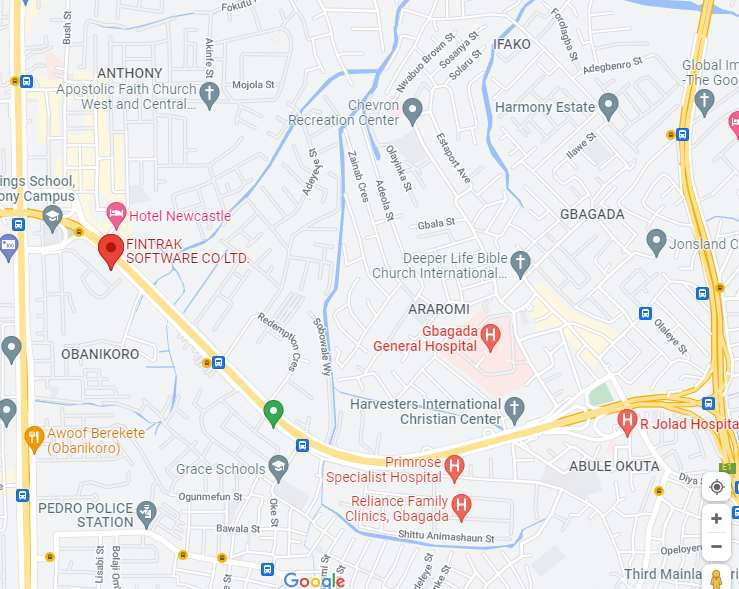 Fokutu F
Bush St
Akinfe St
ANTHONY
Mojola St
Apostolic Faith Church
West and Central...
Chevron
Recreation Center
Nwabuo Brown St
Sosanya St
Solaru St
IFAKO
Forolagba St
Adegbenro St
Global Im
-The Goo
Harmony Estate
Ilawe St
Estaport Ave
Olayinka St
Adeola St
Zainab Cres
Adeyeye St
ings School,
ony Campus
Hotel Newcastle
FINTRAK
SOFTWARE CO LTD.
Gbala St
GBAGADA
Jonsland C
Deeper Life Bible
Church International...
ARAROMI
Gbagada
General Hospital
Olaleye St
OBANIKORO
Redemption Cres
Sobowale Wy
Harvesters International
Christian Center
R Jolad Hospita
Awoof Berekete
(Obanikoro)
Grace Schools
Primrose
Specialist Hospital
ABULE OKUTA
E1
Diya S
Ogunmefun St
Oke St
Reliance Family
Clinics, Gbagada
PEDRO POLICE
STATION
Bawala St
Shittu Animashaun St
Opeloyeru
Lisabi St
Bolaji Om
mi St
deleye St
Google
Third Mainla